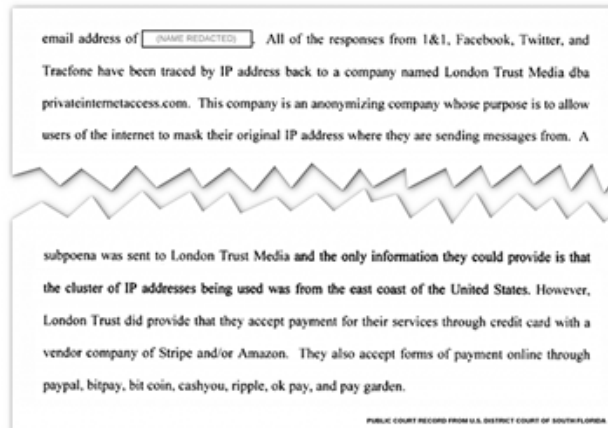 email address of (NAME REDACTED). All of the responses from 1&1, Facebook, Twitter, and
Tracfone have been traced by IP address back to a company named London Trust Media dba
privateinternetaccess.com. This company is an anonymizing company whose purpose is to allow
users of the internet to mask their original IP address where they are sending messages from. A
subpoena was sent to London Trust Media and the only information they could provide is that
the cluster of IP addresses being used was from the east coast of the United States. However,
London Trust did provide that they accept payment for their services through credit card with a
vendor company of Stripe and/or Amazon. They also accept forms of payment online through
paypal, bitpay, bit coin, cashyou, ripple, ok pay, and pay garden.
PUBLIC COURT RECORD FROM U.S. DISTRICT COURT OF SOUTH FLORIDA